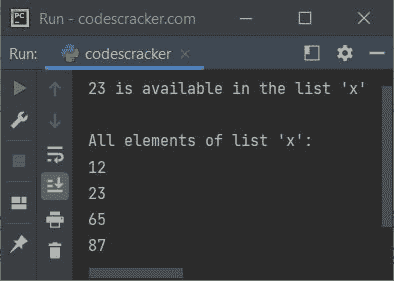 PC
Run - codescracker.com
Run: codescracker
23 is available in the list 'x'
All elements of list 'x':
12
23
65
87